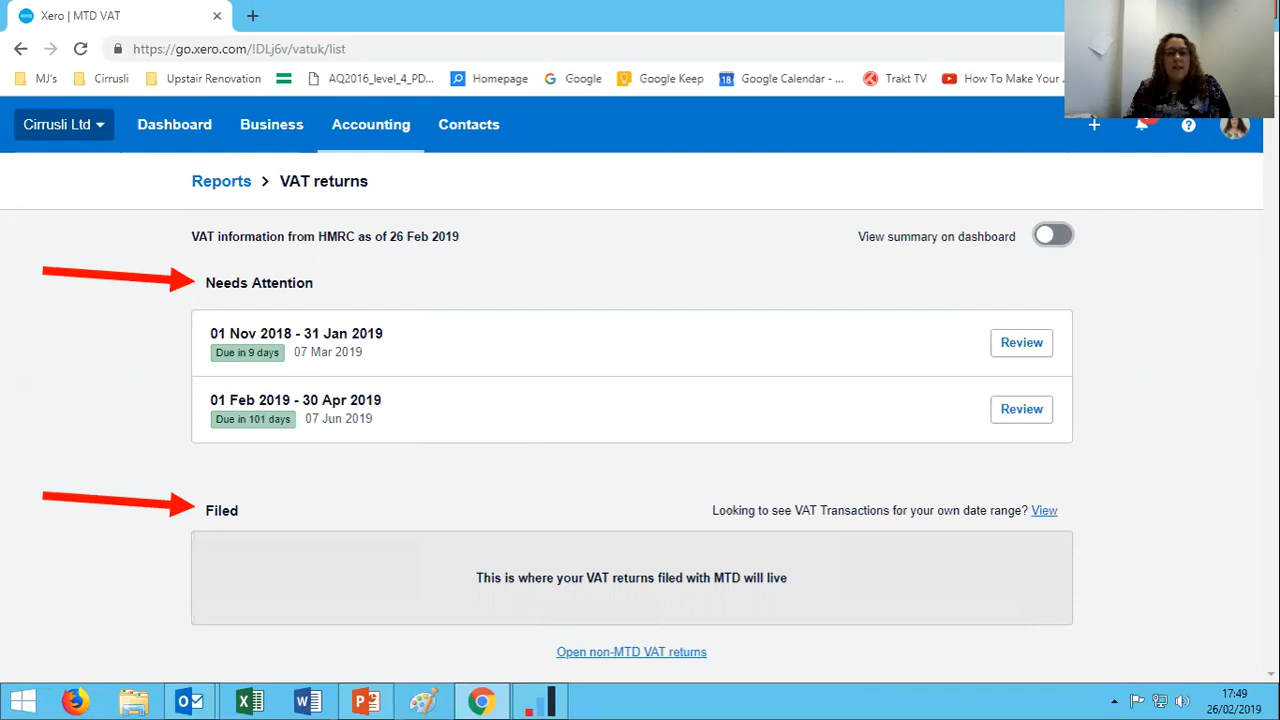 Xero | MTD VAT
https://go.xero.com/!DLj6v/vatuk/list
MJ's Cirrusli Upstair Renovation AQ2016_level_4_PD... Homepage Google Google Keep 18 Google Calendar - ... Trakt TV How To Make Your
Cirrusli Ltd Dashboard Business Accounting Contacts
Reports > VAT returns
VAT information from HMRC as of 26 Feb 2019 View summary on dashboard
Needs Attention
01 Nov 2018 - 31 Jan 2019
Due in 9 days 07 Mar 2019 Review
01 Feb 2019 - 30 Apr 2019
Due in 101 days 07 Jun 2019 Review
Filed Looking to see VAT Transactions for your own date range? View
This is where your VAT returns filed with MTD will live
Open non-MTD VAT returns
17:49
26/02/2019